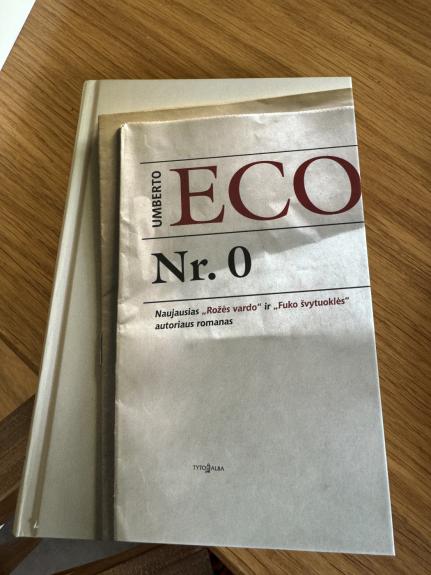 UMBERTO
ECO
Nr. 0
Naujausias „Rožės vardo“ ir „Fuko švytuoklės“
autoriaus romanas
TYTO ALBA